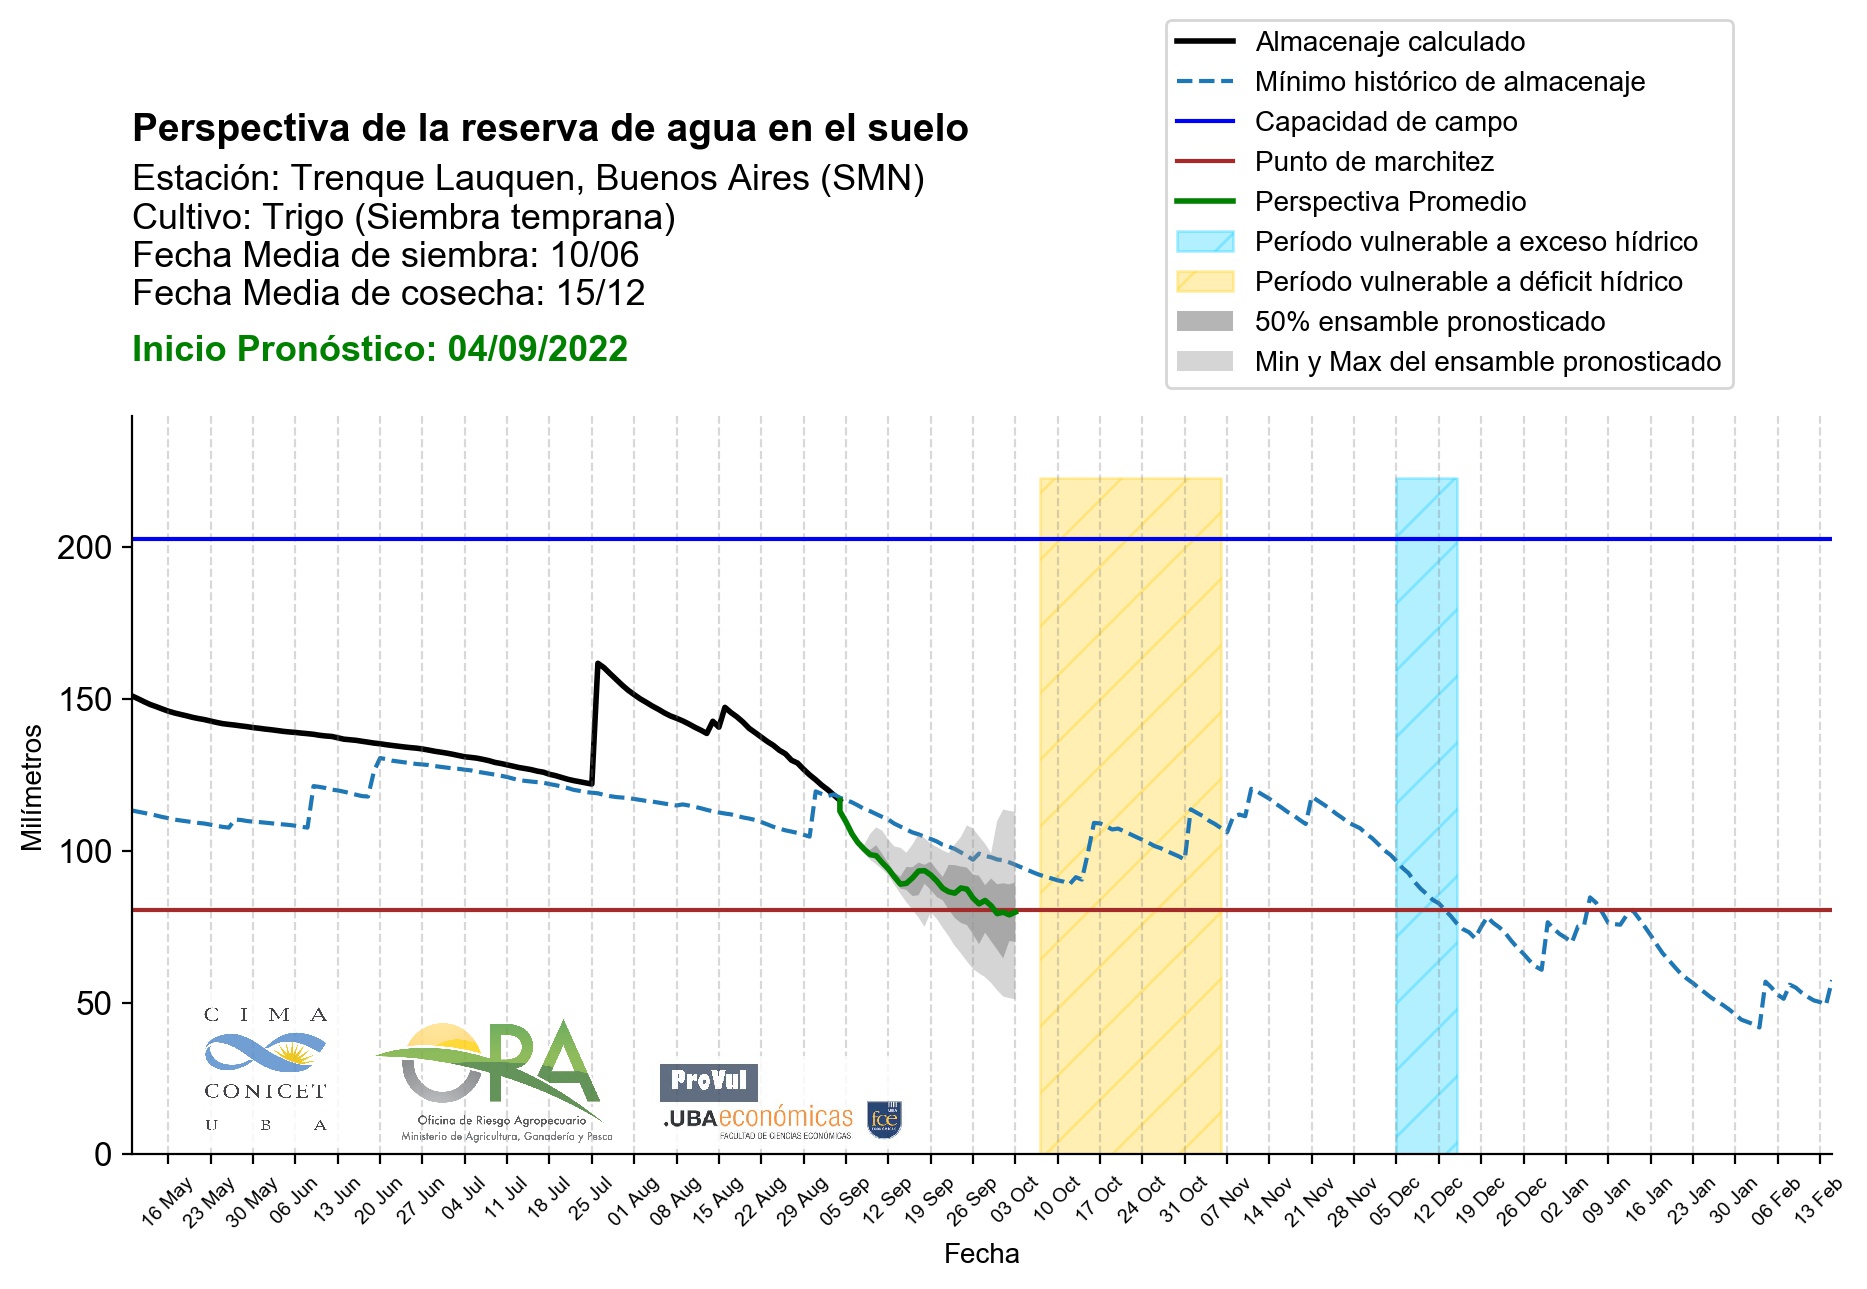 Almacenaje calculado
Mínimo histórico de almacenaje
Capacidad de campo
Punto de marchitez
Perspectiva Promedio
Período vulnerable a exceso hídrico
Período vulnerable a déficit hídrico
50% ensamble pronosticado
Min y Max del ensamble pronosticado
Perspectiva de la reserva de agua en el suelo
Estación: Trenque Lauquen, Buenos Aires (SMN)
Cultivo: Trigo (Siembra temprana)
Fecha Media de siembra: 10/06
Fecha Media de cosecha: 15/12
Inicio Pronóstico: 04/09/2022
Milímetros
200
150
100
50
0
C I M A
CONICET
U B A
ORA
Oficina de Riesgo Agropecuario
Ministerio de Agricultura, Ganadería y Pesca
ProVul
.UBAeconómicas
FACULTAD DE CIENCIAS ECONÓMICAS
UBA
fce
16 May 23 May 30 May 06 Jun 13 Jun 20 Jun 27 Jun 04 Jul 11 Jul 18 Jul 25 Jul 01 Aug 08 Aug 15 Aug 22 Aug 29 Aug 05 Sep 12 Sep 19 Sep 26 Sep 03 Oct 10 Oct 17 Oct 24 Oct 31 Oct 07 Nov 14 Nov 21 Nov 28 Nov 05 Dec 12 Dec 19 Dec 26 Dec 02 Jan 09 Jan 16 Jan 23 Jan 30 Jan 06 Feb 13 Feb
Fecha